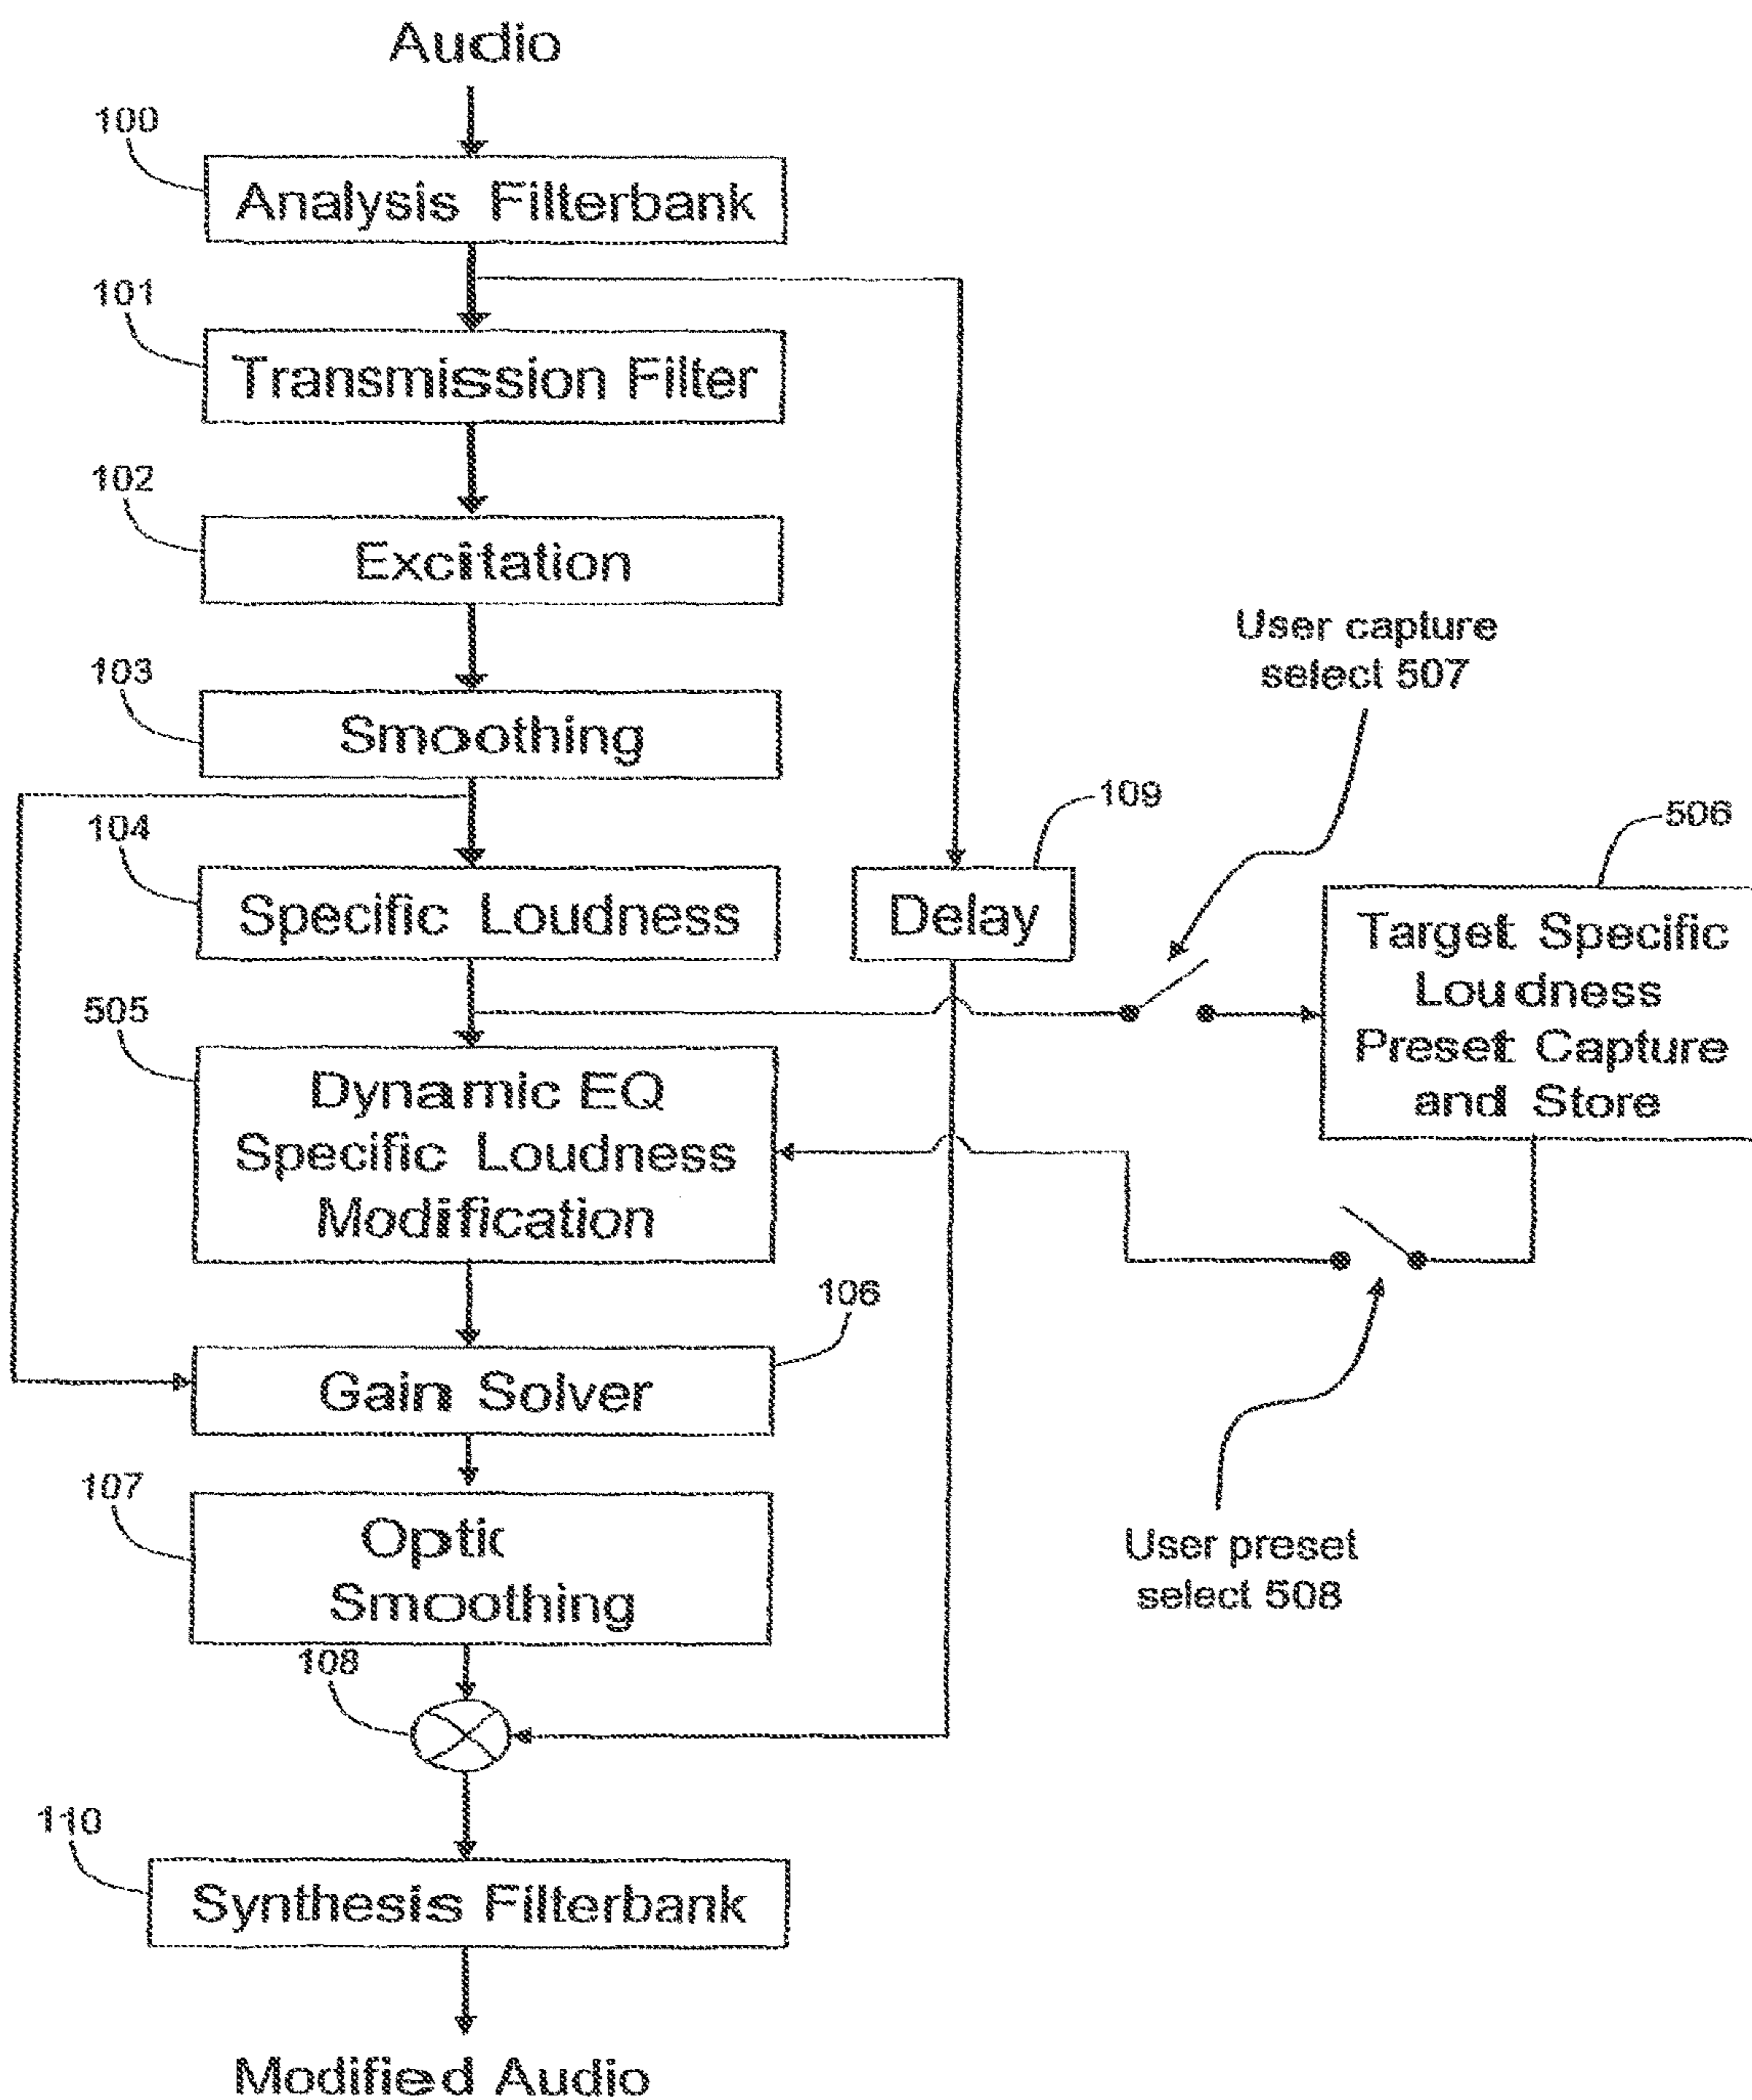 Audio
100
Analysis Filterbank
101
Transmission Filter
102
Excitation
103
Smoothing
104
Specific Loudness
109
Delay
User capture
select 507
506
Target Specific
Loudness
Preset Capture
and Store
505
Dynamic EQ
Specific Loudness
Modification
106
Gain Solver
107
Optic
Smoothing
User preset
select 508
108
110
Synthesis Filterbank
Modified Audio